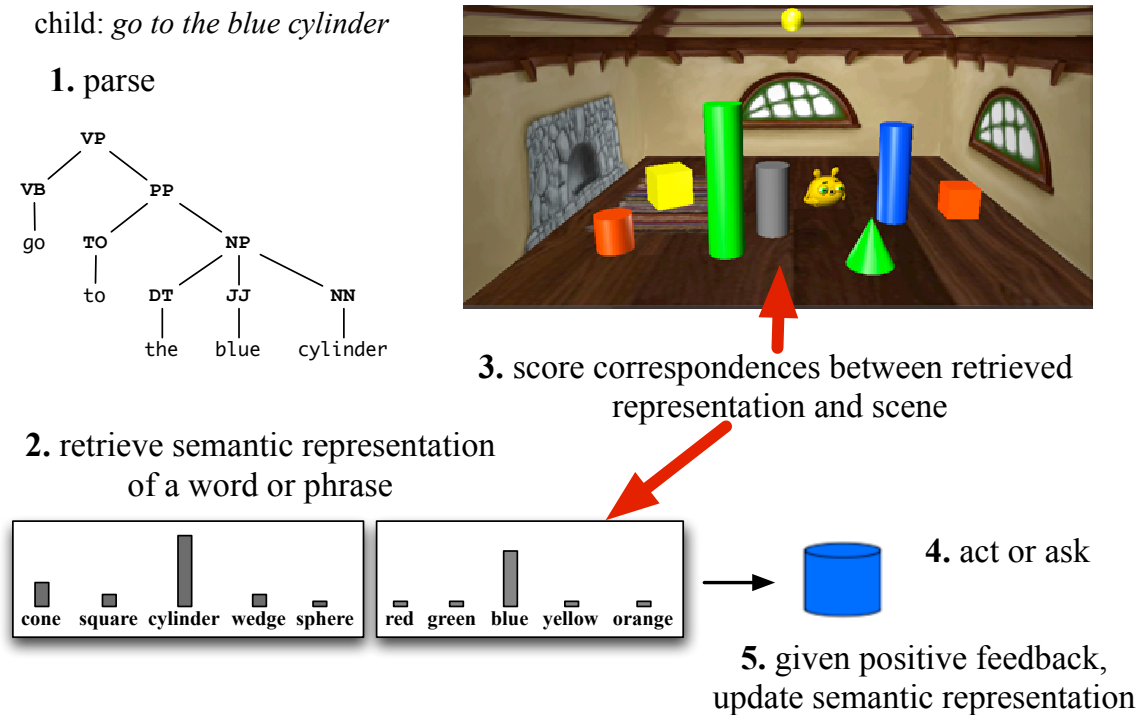 child: go to the blue cylinder
1. parse
VP
VB PP
go TO NP
to DT JJ NN
the blue cylinder
3. score correspondences between retrieved
representation and scene
2. retrieve semantic representation
of a word or phrase
cone square cylinder wedge sphere
red green blue yellow orange
4. act or ask
5. given positive feedback,
update semantic representation